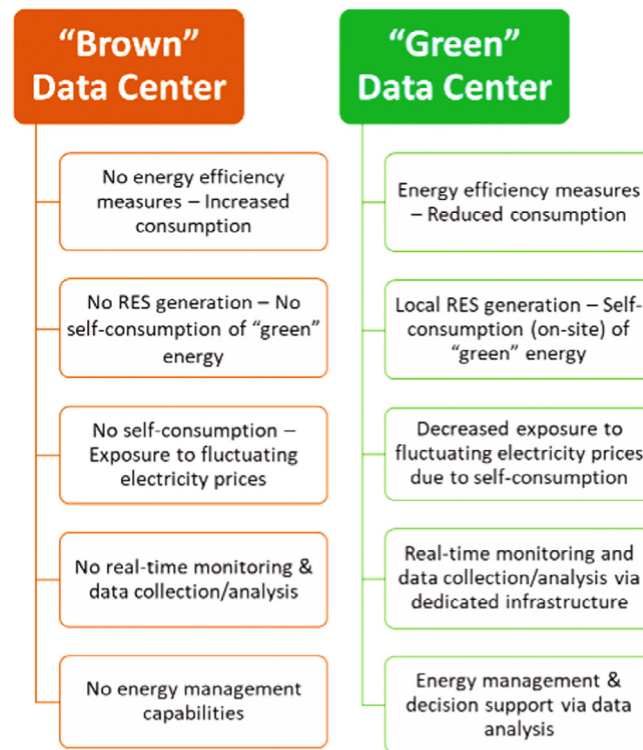 “Brown”
Data Center
No energy efficiency
measures – Increased
consumption
No RES generation – No
self-consumption of “green”
energy
No self-consumption –
Exposure to fluctuating
electricity prices
No real-time monitoring &
data collection/analysis
No energy management
capabilities
“Green”
Data Center
Energy efficiency measures
– Reduced consumption
Local RES generation – Self-
consumption (on-site) of
“green” energy
Decreased exposure to
fluctuating electricity prices
due to self-consumption
Real-time monitoring and
data collection/analysis via
dedicated infrastructure
Energy management &
decision support via data
analysis